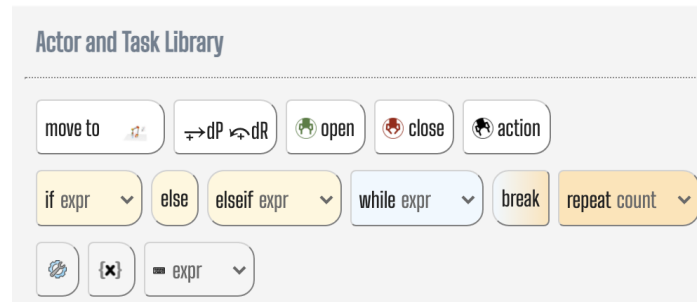 Actor and Task Library
move to dP dR open close action
if expr else elseif expr while expr break repeat count
{x} expr